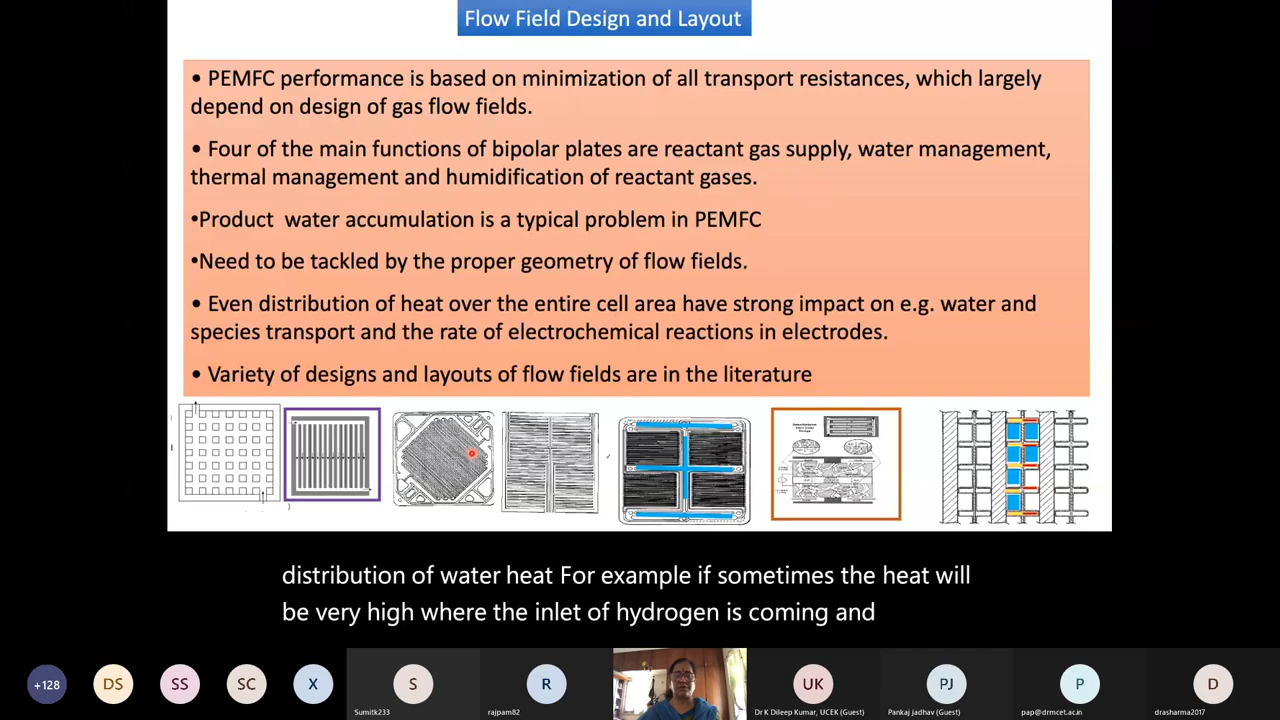 Flow Field Design and Layout
• PEMFC performance is based on minimization of all transport resistances, which largely
depend on design of gas flow fields.
• Four of the main functions of bipolar plates are reactant gas supply, water management,
thermal management and humidification of reactant gases.
•Product water accumulation is a typical problem in PEMFC
•Need to be tackled by the proper geometry of flow fields.
• Even distribution of heat over the entire cell area have strong impact on e.g. water and
species transport and the rate of electrochemical reactions in electrodes.
• Variety of designs and layouts of flow fields are in the literature
distribution of water heat For example if sometimes the heat will
be very high where the inlet of hydrogen is coming and
+128
DS
SS
SC
X
S
R
UK
PJ
P
D
Sumitk233
rajpam82
Dr K Dileep Kumar, UCEK (Guest)
Pankaj jadhav (Guest)
pap@drmcet.ac.in
drasharma2017